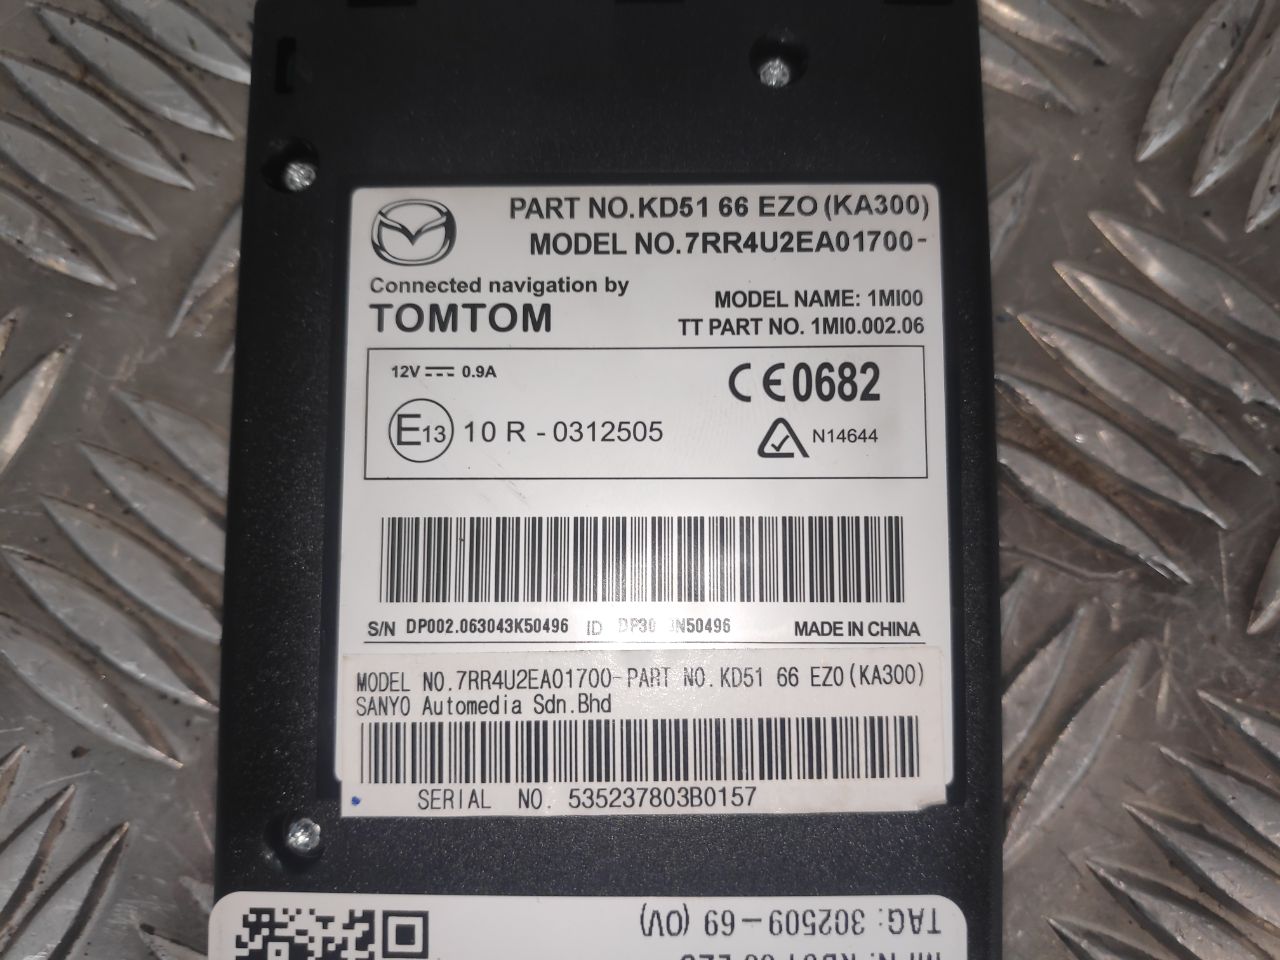 PART NO.KD51 66 EZO (KA300)
MODEL NO.7RR4U2EA01700-
Connected navigation by
TOMTOM
MODEL NAME: 1MI00
TT PART NO. 1MI0.002.06
12V 0.9A
CE0682
E13 10 R - 0312505
N14644
S/N DP002.063043K50496 ID
MADE IN CHINA
MODEL NO.7RR4U2EA01700-PART NO. KD51 66 EZO(KA300)
SANYO Automedia Sdn.Bhd
SERIAL NO. 535237803B0157
TAG: 302509-69 (OV)